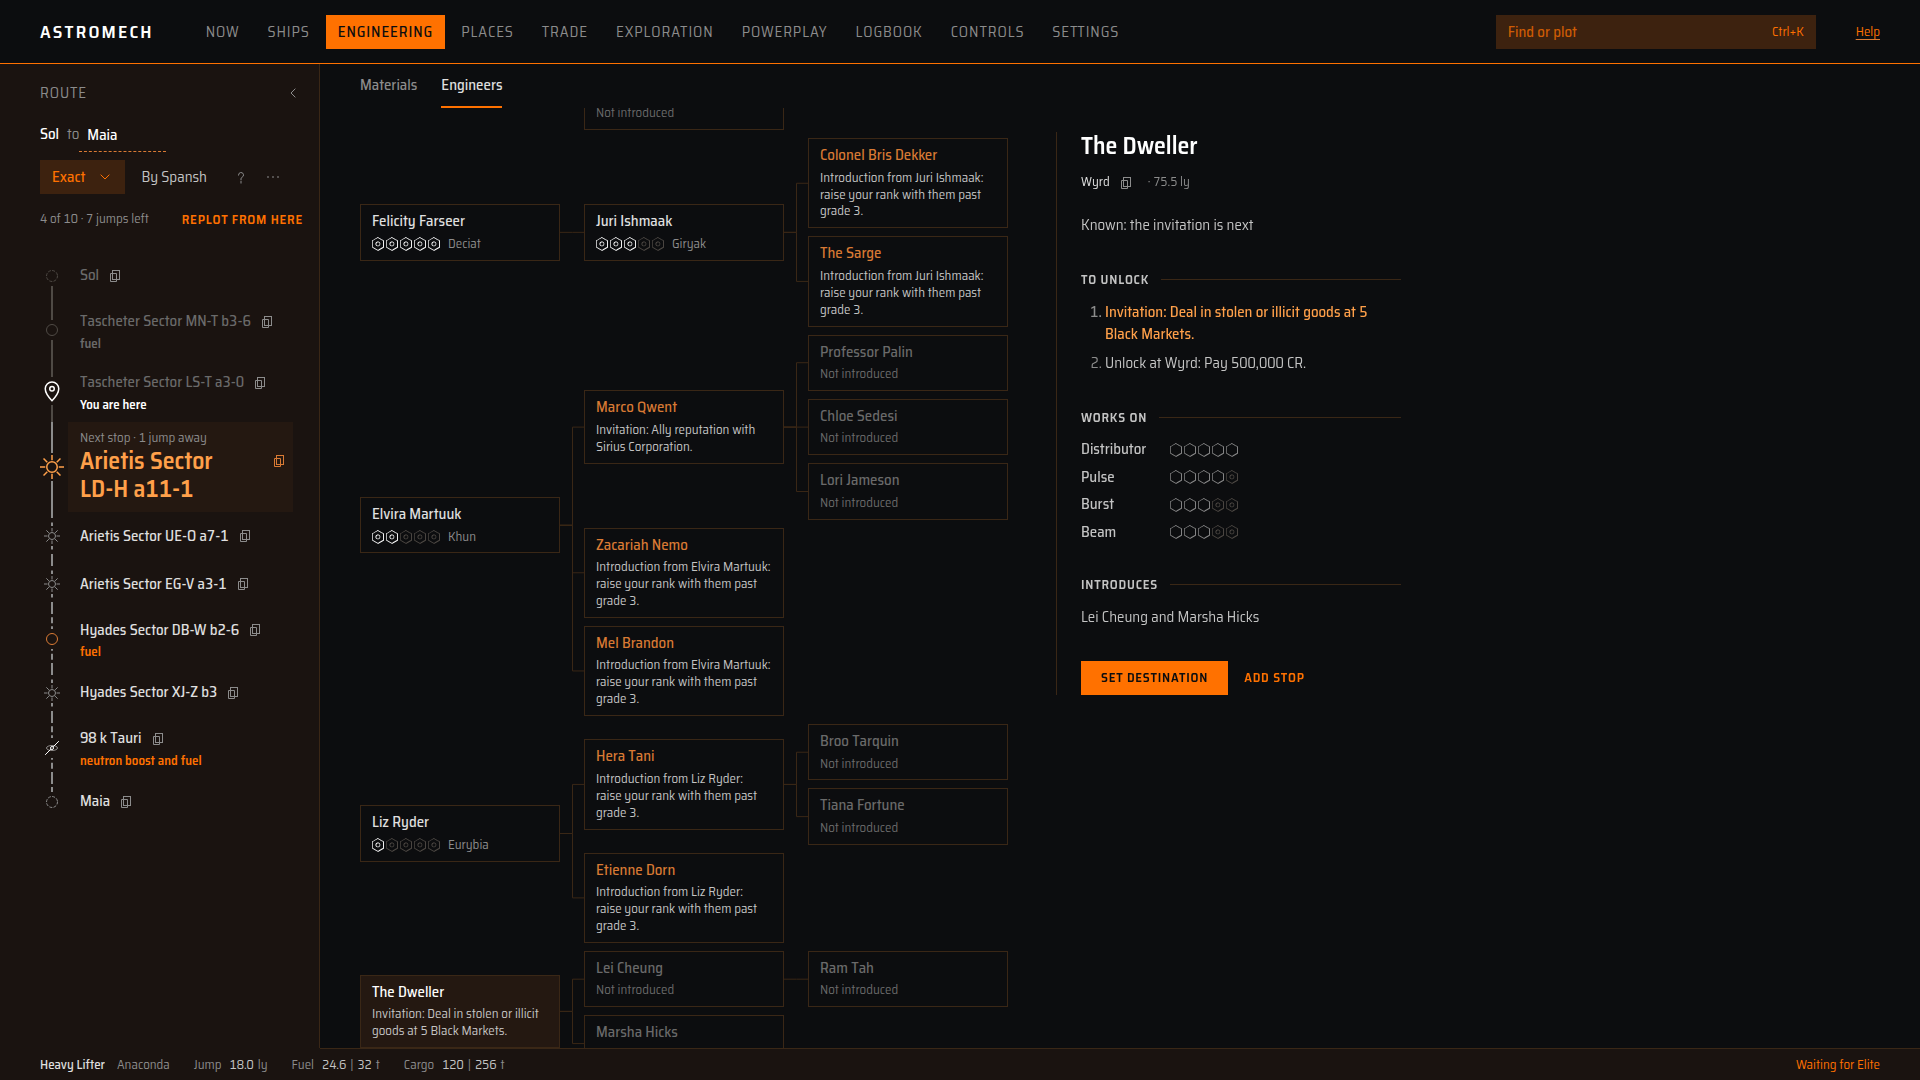 ASTROMECH
NOW
SHIPS
ENGINEERING
PLACES
TRADE
EXPLORATION
POWERPLAY
LOGBOOK
CONTROLS
SETTINGS
Find or plot
Ctrl+K
Help
ROUTE
Sol to Maia
Exact
By Spansh
?
...
4 of 10 · 7 jumps left
REPLOT FROM HERE
Sol
Tascheter Sector MN-T b3-6
fuel
Tascheter Sector LS-T a3-0
You are here
Next stop · 1 jump away
Arietis Sector
LD-H a11-1
Arietis Sector UE-O a7-1
Arietis Sector EG-V a3-1
Hyades Sector DB-W b2-6
fuel
Hyades Sector XJ-Z b3
98 k Tauri
neutron boost and fuel
Maia
Materials
Engineers
Not introduced
Felicity Farseer
Deciat
Juri Ishmaak
Giryak
Colonel Bris Dekker
Introduction from Juri Ishmaak:
raise your rank with them past
grade 3.
The Sarge
Introduction from Juri Ishmaak:
raise your rank with them past
grade 3.
Elvira Martuuk
Khun
Marco Qwent
Invitation: Ally reputation with
Sirius Corporation.
Professor Palin
Not introduced
Chloe Sedesi
Not introduced
Lori Jameson
Not introduced
Zacariah Nemo
Introduction from Elvira Martuuk:
raise your rank with them past
grade 3.
Mel Brandon
Introduction from Elvira Martuuk:
raise your rank with them past
grade 3.
Liz Ryder
Eurybia
Hera Tani
Introduction from Liz Ryder:
raise your rank with them past
grade 3.
Broo Tarquin
Not introduced
Tiana Fortune
Not introduced
Etienne Dorn
Introduction from Liz Ryder:
raise your rank with them past
grade 3.
The Dweller
Invitation: Deal in stolen or illicit
goods at 5 Black Markets.
Lei Cheung
Not introduced
Ram Tah
Not introduced
Marsha Hicks
The Dweller
Wyrd
· 75.5 ly
Known: the invitation is next
TO UNLOCK
1. Invitation: Deal in stolen or illicit goods at 5
Black Markets.
2. Unlock at Wyrd: Pay 500,000 CR.
WORKS ON
Distributor
Pulse
Burst
Beam
INTRODUCES
Lei Cheung and Marsha Hicks
SET DESTINATION
ADD STOP
Heavy Lifter
Anaconda
Jump 18.0 ly
Fuel 24.6 | 32 t
Cargo 120 | 256 t
Waiting for Elite